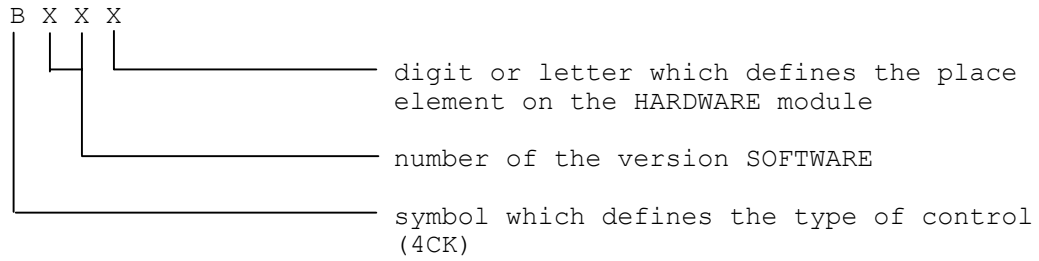 B X X X
digit or letter which defines the place
element on the HARDWARE module
number of the version SOFTWARE
symbol which defines the type of control
(4CK)